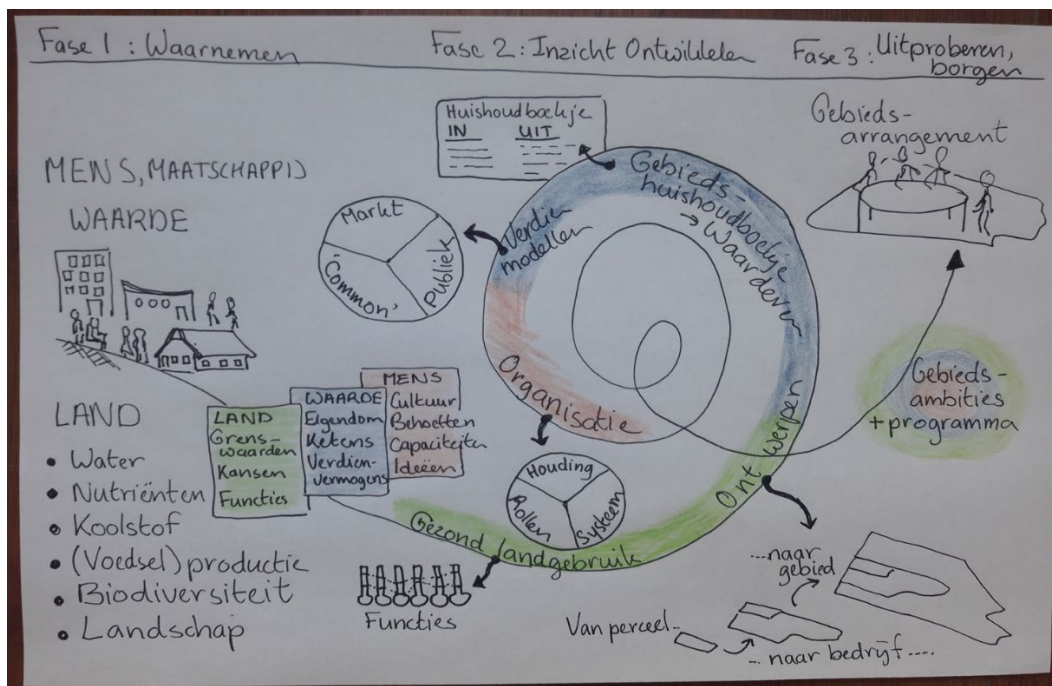 Fase 1 : Waarnemen
Fase 2 : Inzicht Ontwikkelen
Fase 3 : Uitproberen,
borgen
MENS, MAATSCHAPPIJ
WAARDE
LAND
• Water
• Nutriënten
• Koolstof
• (Voedsel) productie
• Biodiversiteit
• Landschap
LAND
Grens-
waarden
Kansen
Functies
WAARDE
Eigendom
Ketens
Verdien-
vermogens
MENS
Cultuur
Behoeften
Capaciteiten
Ideeën
Huishoudboekje
IN UIT
Markt
Publiek
'Common'
Verdien
modellen
Gebieds-
huishoudboekje
→ Waarderen
Organisatie
Houding
Rollen
Systeem
Gezond landgebruik
Functies
Ontwerpen
Van perceel..
... naar bedrijf ....
...naar
gebied
Gebieds-
arrangement
Gebieds-
ambities
+ programma